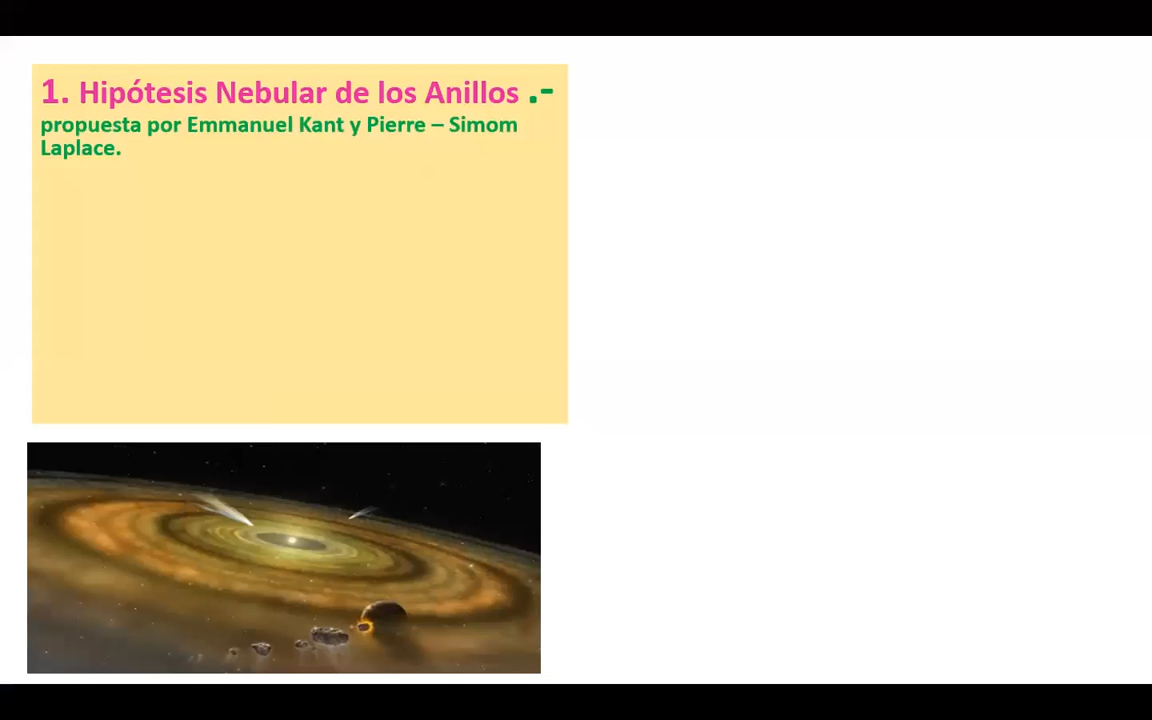 1. Hipótesis Nebular de los Anillos .-
propuesta por Emmanuel Kant y Pierre – Simom
Laplace.